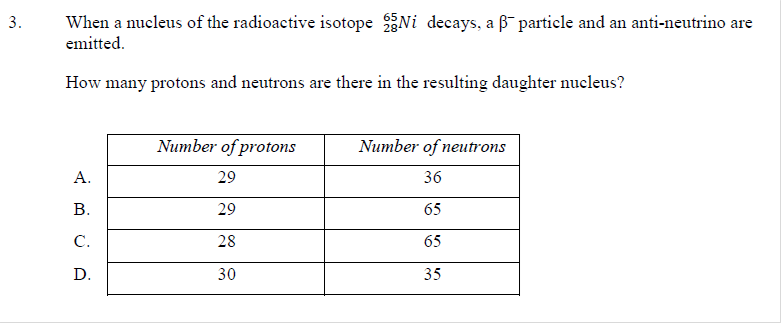 3. When a nucleus of the radioactive isotope ⁶⁵₂₈Ni decays, a β⁻ particle and an anti-neutrino are
emitted.
How many protons and neutrons are there in the resulting daughter nucleus?
Number of protons Number of neutrons
A. 29 36
B. 29 65
C. 28 65
D. 30 35